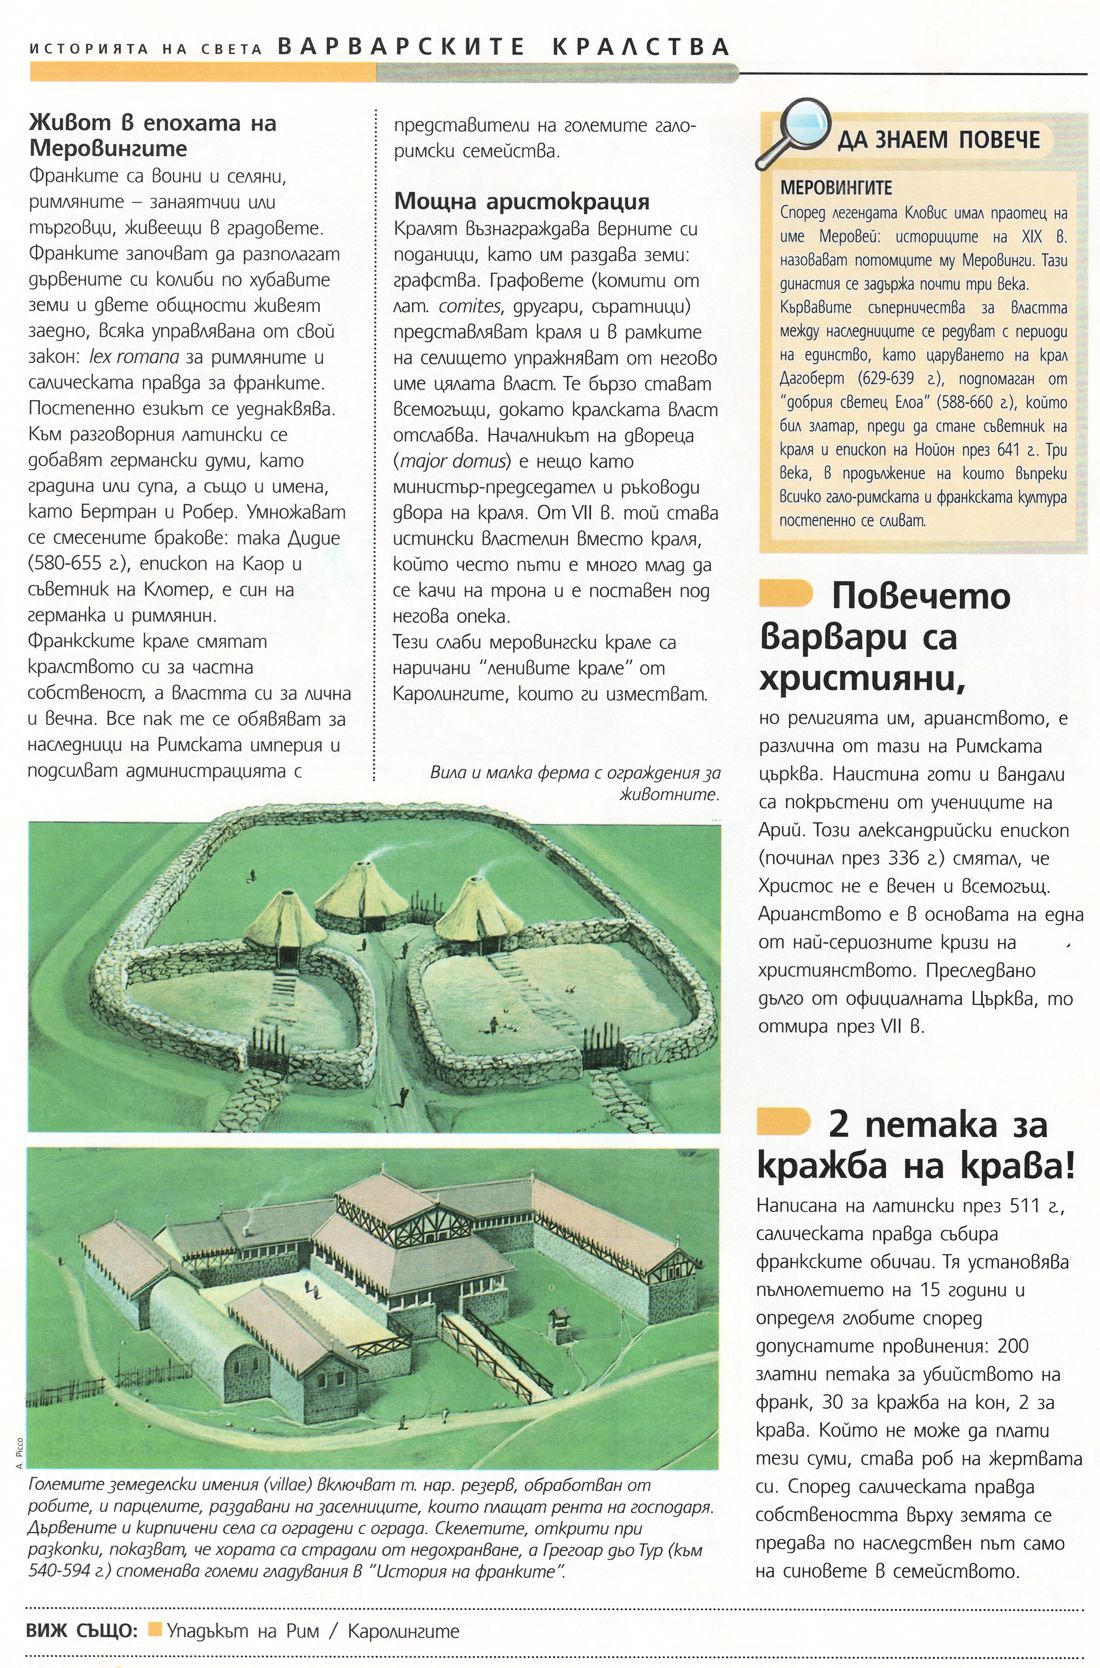 ИСТОРИЯТА НА СВЕТА ВАРВАРСКИТЕ КРАЛСТВА
Живот в епохата на
Меровингите
Франките са воини и селяни,
римляните – занаятчии или
търговци, живеещи в градовете.
Франките започват да разполагат
дървените си колиби по хубавите
земи и двете общности живеят
заедно, всяка управлявана от свой
закон: lex romana за римляните и
салическата правда за франките.
Постепенно езикът се уеднаквява.
Към разговорния латински се
добавят германски думи, като
градина или супа, а също и имена,
като Бертран и Робер. Умножават
се смесените бракове: така Дидие
(580-655 г.), епископ на Каор и
съветник на Клотер, е син на
германка и римлянин.
Франкските крале смятат
кралството си за частна
собственост, а властта си за лична
и вечна. Все пак те се обявяват за
наследници на Римската империя и
подсилват администрацията с
представители на големите гало-
римски семейства.
Мощна аристокрация
Кралят възнаграждава верните си
поданици, като им раздава земи:
графства. Графовете (комити от
лат. comites, другари, съратници)
представляват краля и в рамките
на селището упражняват от негово
име цялата власт. Те бързо стават
всемогъщи, докато кралската власт
отслабва. Началникът на двореца
(major domus) е нещо като
министър-председател и ръководи
двора на краля. От VII в. той става
истински властелин вместо краля,
който често пъти е много млад да
се качи на трона и е поставен под
негова опека.
Тези слаби меровингски крале са
наричани "ленивите крале" от
Каролингите, които ги изместват.
Вила и малка ферма с ограждения за
животните.
A. Picco
Големите земеделски имения (villae) включват т. нар. резерв, обработван от
робите, и парцелите, раздавани на заселниците, които плащат рента на господаря.
Дървените и кирпичени села са оградени с ограда. Скелетите, открити при
разкопки, показват, че хората са страдали от недохранване, а Грегоар дьо Тур (към
540-594 г.) споменава големи гладувания в "История на франките".
ДА ЗНАЕМ ПОВЕЧЕ
МЕРОВИНГИТЕ
Според легендата Кловис имал праотец на
име Меровей: историците на XIX в.
назовават потомците му Меровинги. Тази
династия се задържа почти три века.
Кървавите съперничества за властта
между наследниците се редуват с периоди
на единство, като царуването на крал
Дагоберт (629-639 г.), подпомаган от
"добрия светец Елоа" (588-660 г.), който
бил златар, преди да стане съветник на
краля и епископ на Нойон през 641 г. Три
века, в продължение на които въпреки
всичко гало-римската и франкската култура
постепенно се сливат.
Повечето
варвари са
християни,
но религията им, арианството, е
различна от тази на Римската
църква. Наистина готи и вандали
са покръстени от учениците на
Арий. Този александрийски епископ
(починал през 336 г.) смятал, че
Христос не е вечен и всемогъщ.
Арианството е в основата на една
от най-сериозните кризи на
християнството. Преследвано
дълго от официалната Църква, то
отмира през VII в.
2 петака за
кражба на крава!
Написана на латински през 511 г.,
салическата правда събира
франкските обичаи. Тя установява
пълнолетието на 15 години и
определя глобите според
допуснатите провинения: 200
златни петака за убийството на
франк, 30 за кражба на кон, 2 за
крава. Който не може да плати
тези суми, става роб на жертвата
си. Според салическата правда
собствеността върху земята се
предава по наследствен път само
на синовете в семейството.
ВИЖ СЪЩО: Упадъкът на Рим / Каролингите